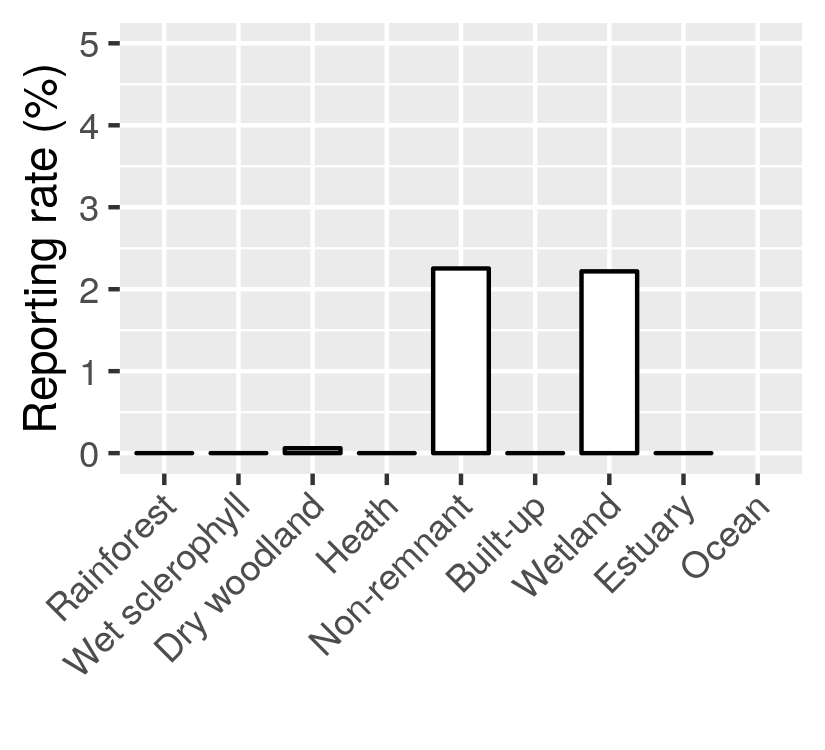 Reporting rate (%)
5
4
3
2
1
0
Rainforest
Wet sclerophyll
Dry woodland
Heath
Non-remnant
Built-up
Wetland
Estuary
Ocean